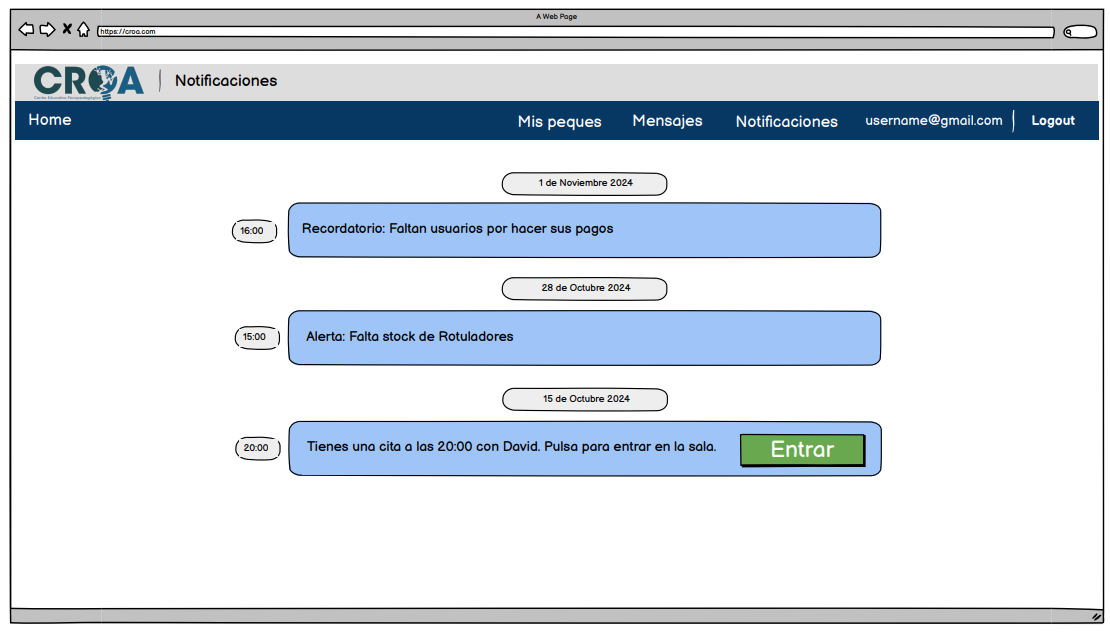 A Web Page
https://croa.com
CROA
Centro Educativo Psicopedagógico
Notificaciones
Home
Mis peques
Mensajes
Notificaciones
username@gmail.com
Logout
1 de Noviembre 2024
16:00
Recordatorio: Faltan usuarios por hacer sus pagos
28 de Octubre 2024
15:00
Alerta: Falta stock de Rotuladores
15 de Octubre 2024
20:00
Tienes una cita a las 20:00 con David. Pulsa para entrar en la sala.
Entrar